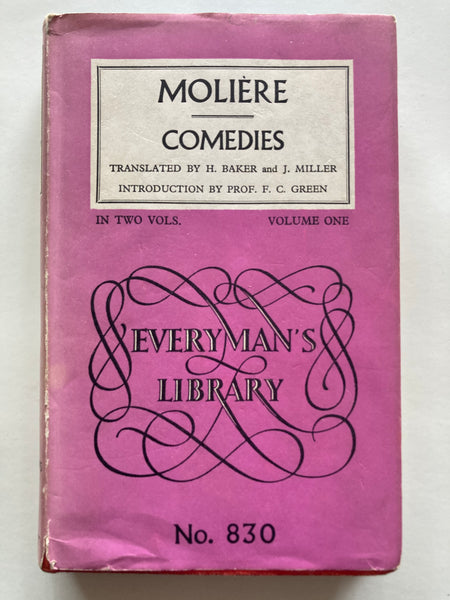 MOLIÈRE
COMEDIES
TRANSLATED BY H. BAKER and J. MILLER
INTRODUCTION BY PROF. F. C. GREEN
IN TWO VOLS. VOLUME ONE
EVERYMAN'S
LIBRARY
No. 830